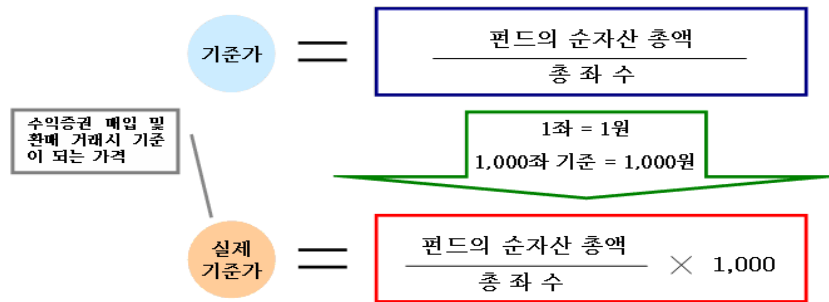 기준가
=
펀드의 순자산 총액
총 좌 수
수익증권 매입 및
환매 거래시 기준
이 되는 가격
1좌 = 1원
1,000좌 기준 = 1,000원
실제
기준가
=
펀드의 순자산 총액
총 좌 수
× 1,000